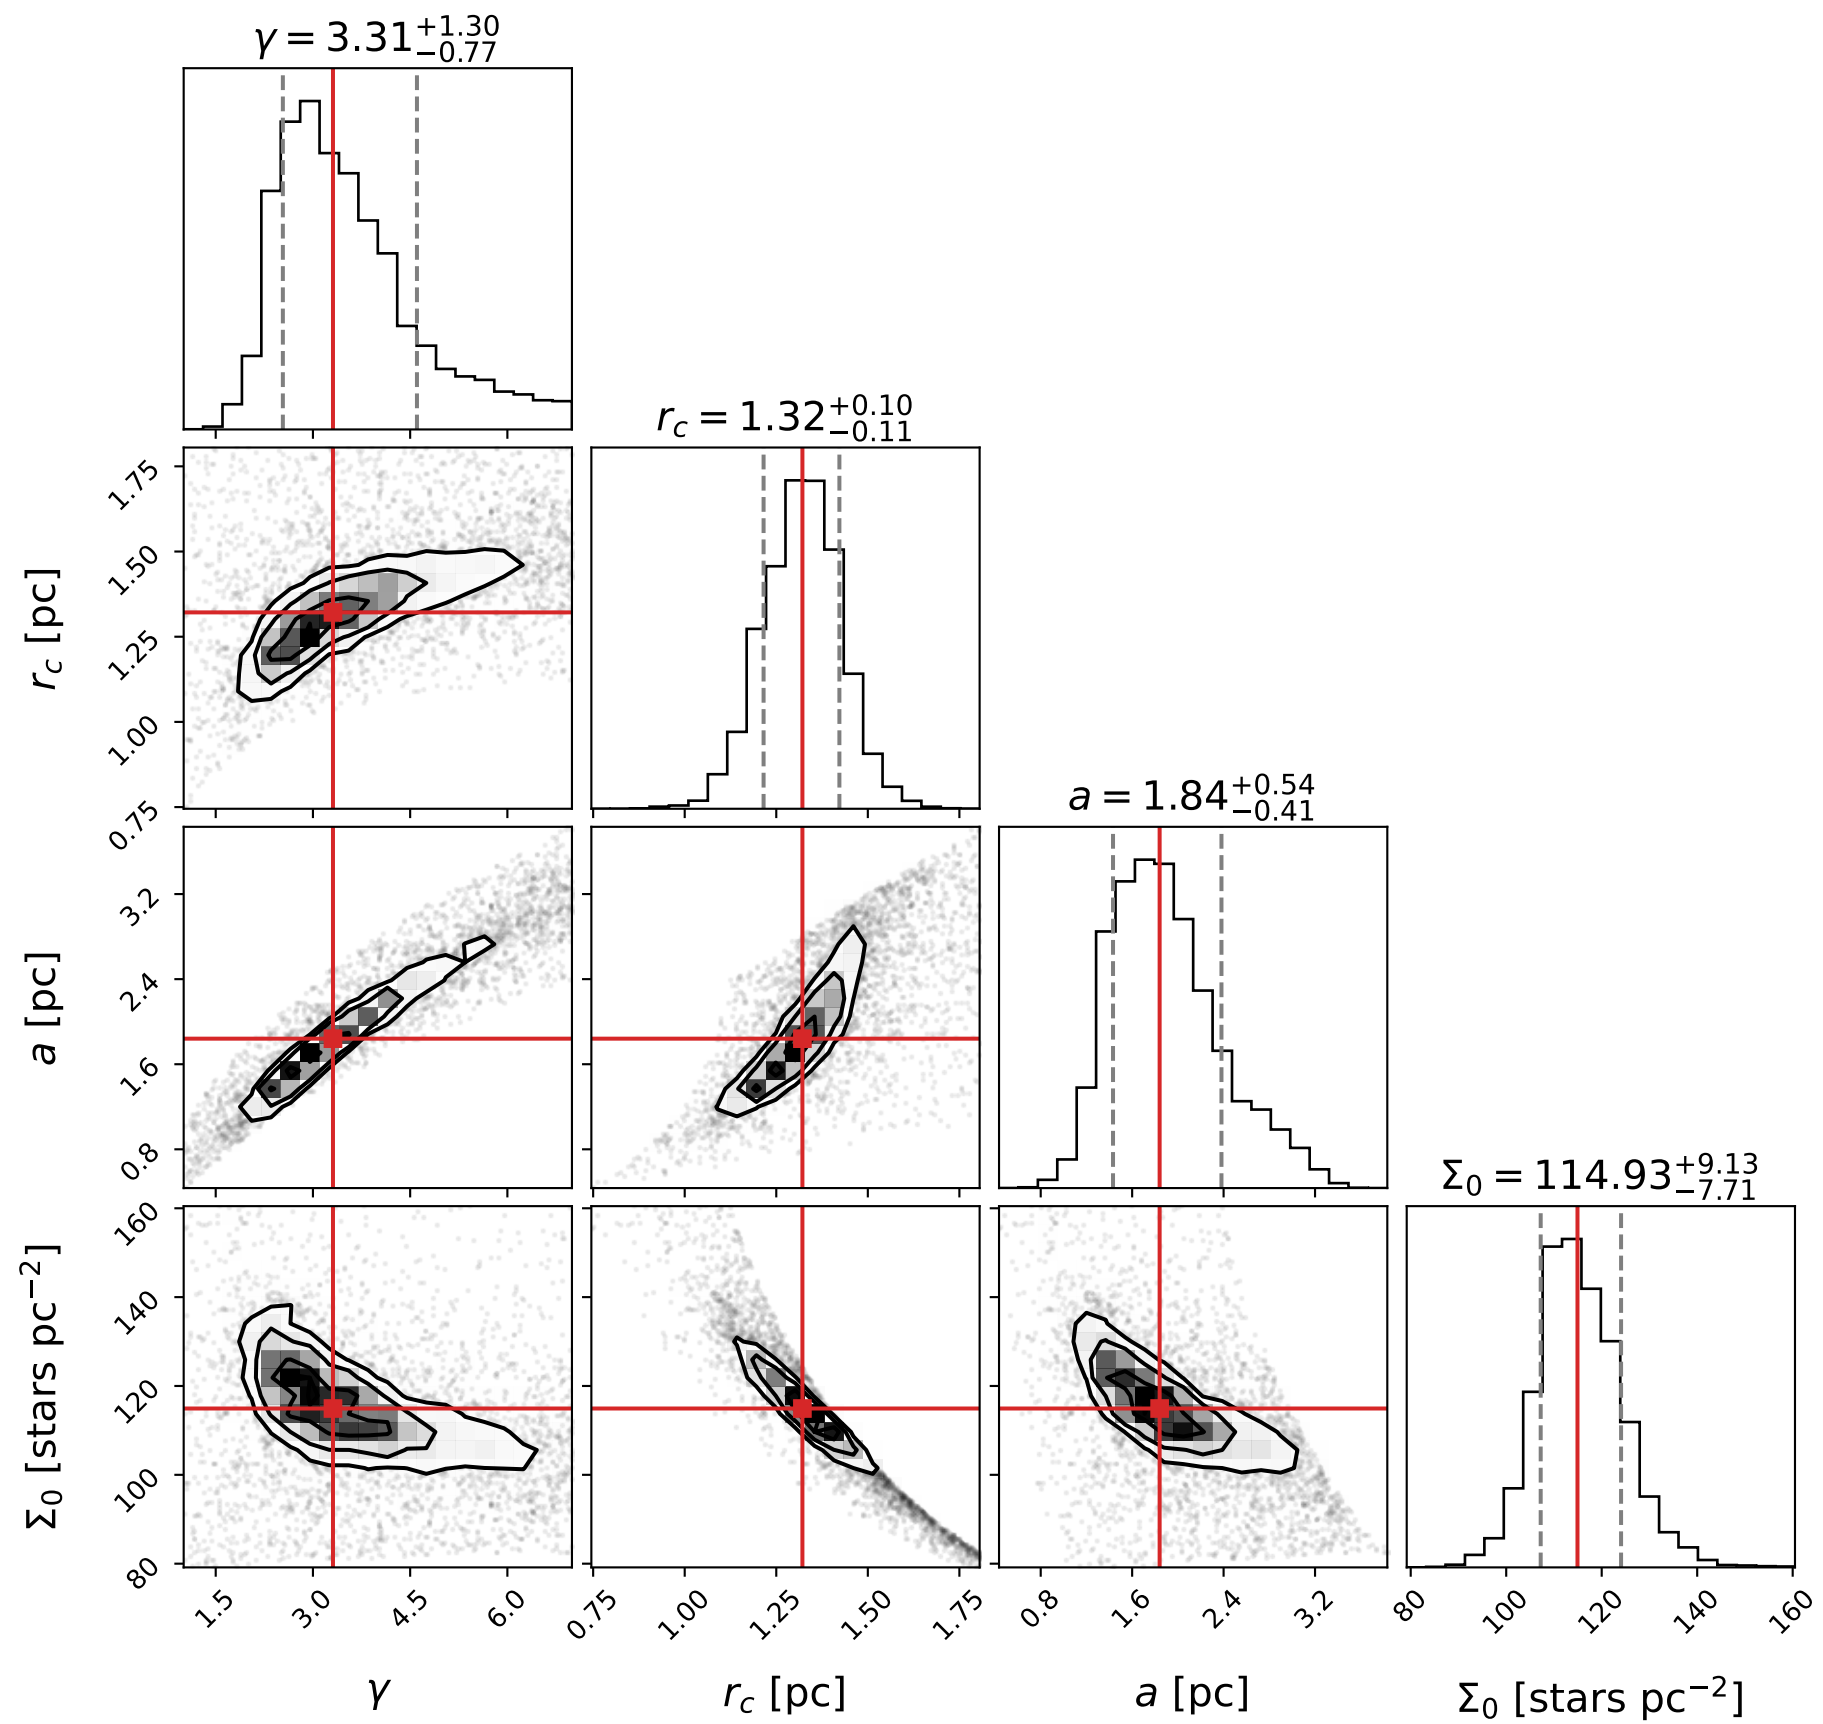 γ = 3.31 +1.30 −0.77
r_c = 1.32 +0.10 −0.11
1.75
1.50
1.25
1.00
0.75
r_c [pc]
a = 1.84 +0.54 −0.41
3.2
2.4
1.6
0.8
a [pc]
Σ₀ = 114.93 +9.13 −7.71
160
140
120
100
80
Σ₀ [stars pc⁻²]
1.5 3.0 4.5 6.0 0.75 1.00 1.25 1.50 1.75 0.8 1.6 2.4 3.2 80 100 120 140 160
γ r_c [pc] a [pc] Σ₀ [stars pc⁻²]